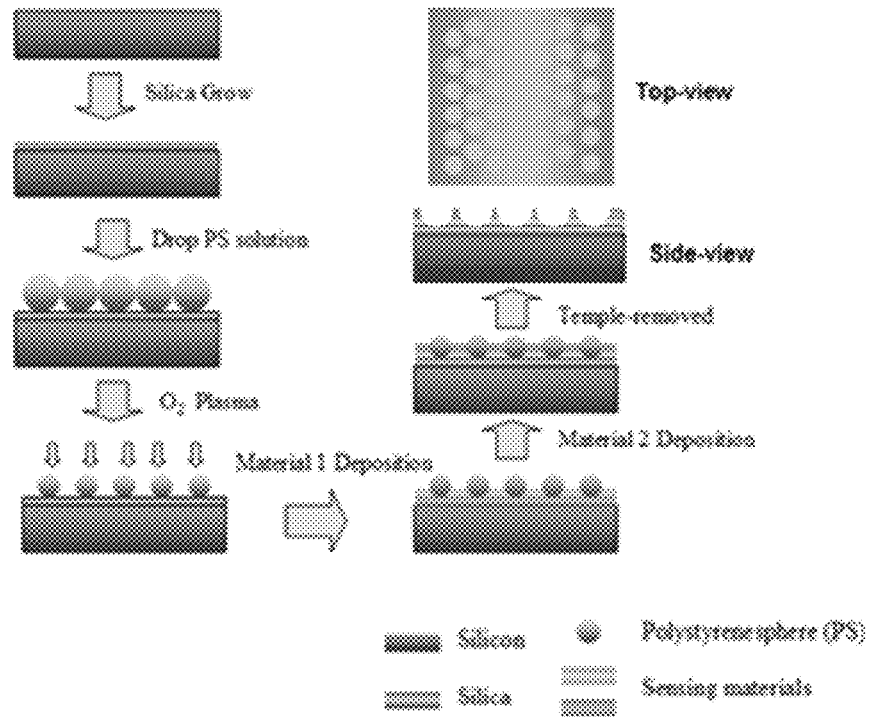 Silica Grow
Drop PS solution
O₂ Plasma
Material 1 Deposition
Material 2 Deposition
Temple-removed
Side-view
Top-view
Silicon
Silica
Polystyrenesphere (PS)
Sensing materials